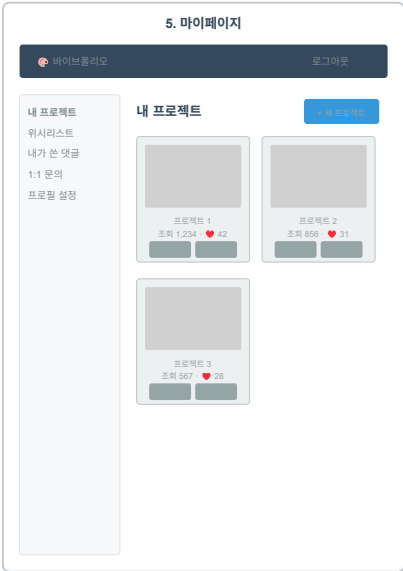 5. 마이페이지
🎨 바이브폴리오
로그아웃
내 프로젝트
위시리스트
내가 쓴 댓글
1:1 문의
프로필 설정
내 프로젝트
+ 새 프로젝트
프로젝트 1
조회 1,234 · ❤️ 42
프로젝트 2
조회 856 · ❤️ 31
프로젝트 3
조회 567 · ❤️ 28